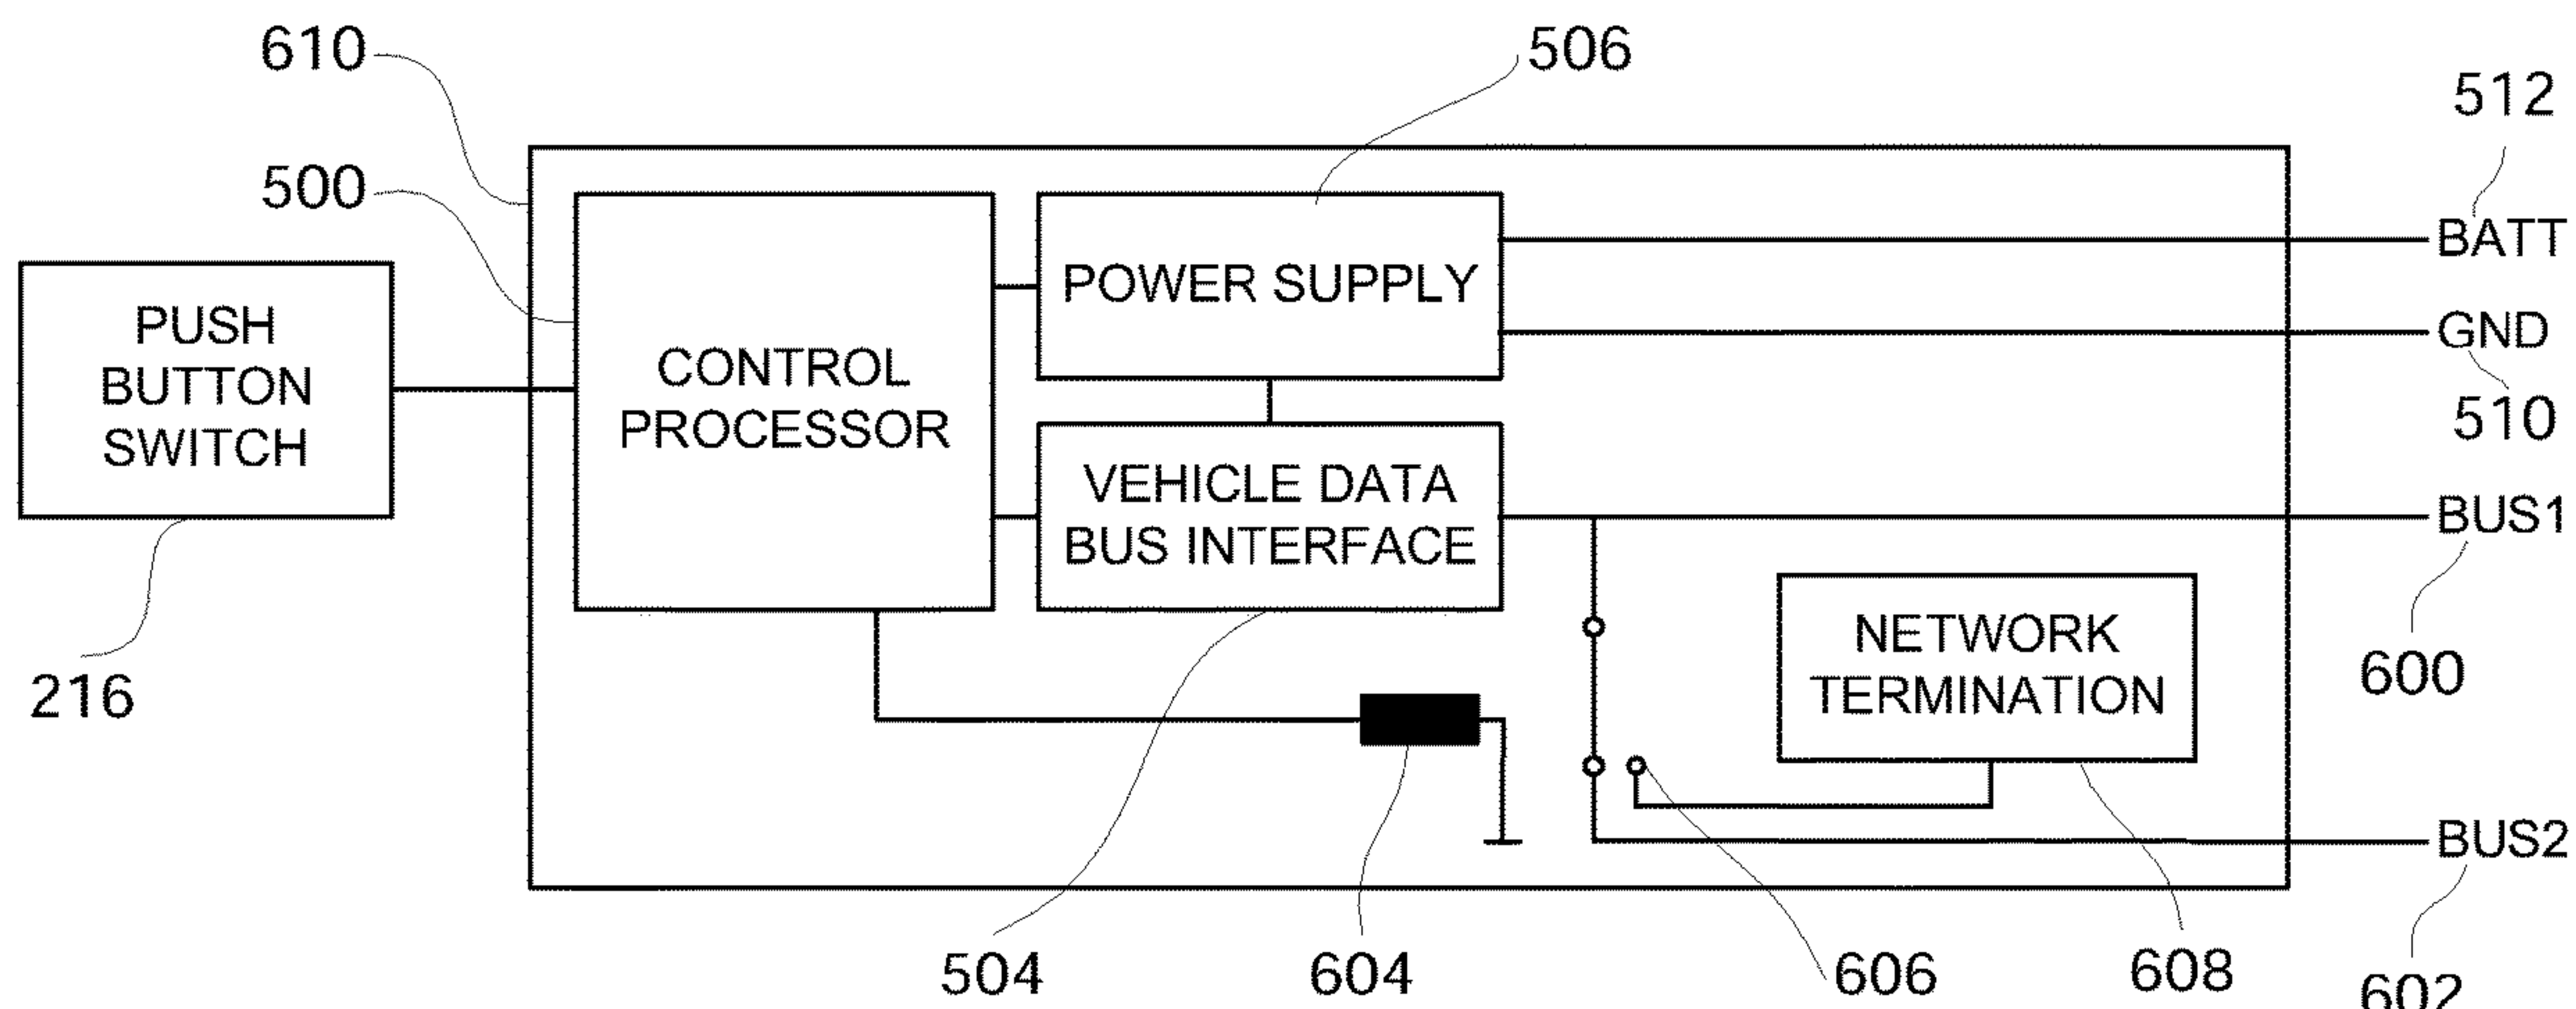 610
506
512
500
BATT
POWER SUPPLY
PUSH
BUTTON
SWITCH
GND
CONTROL
PROCESSOR
510
VEHICLE DATA
BUS INTERFACE
BUS1
NETWORK
TERMINATION
600
216
BUS2
504
604
606
608
602